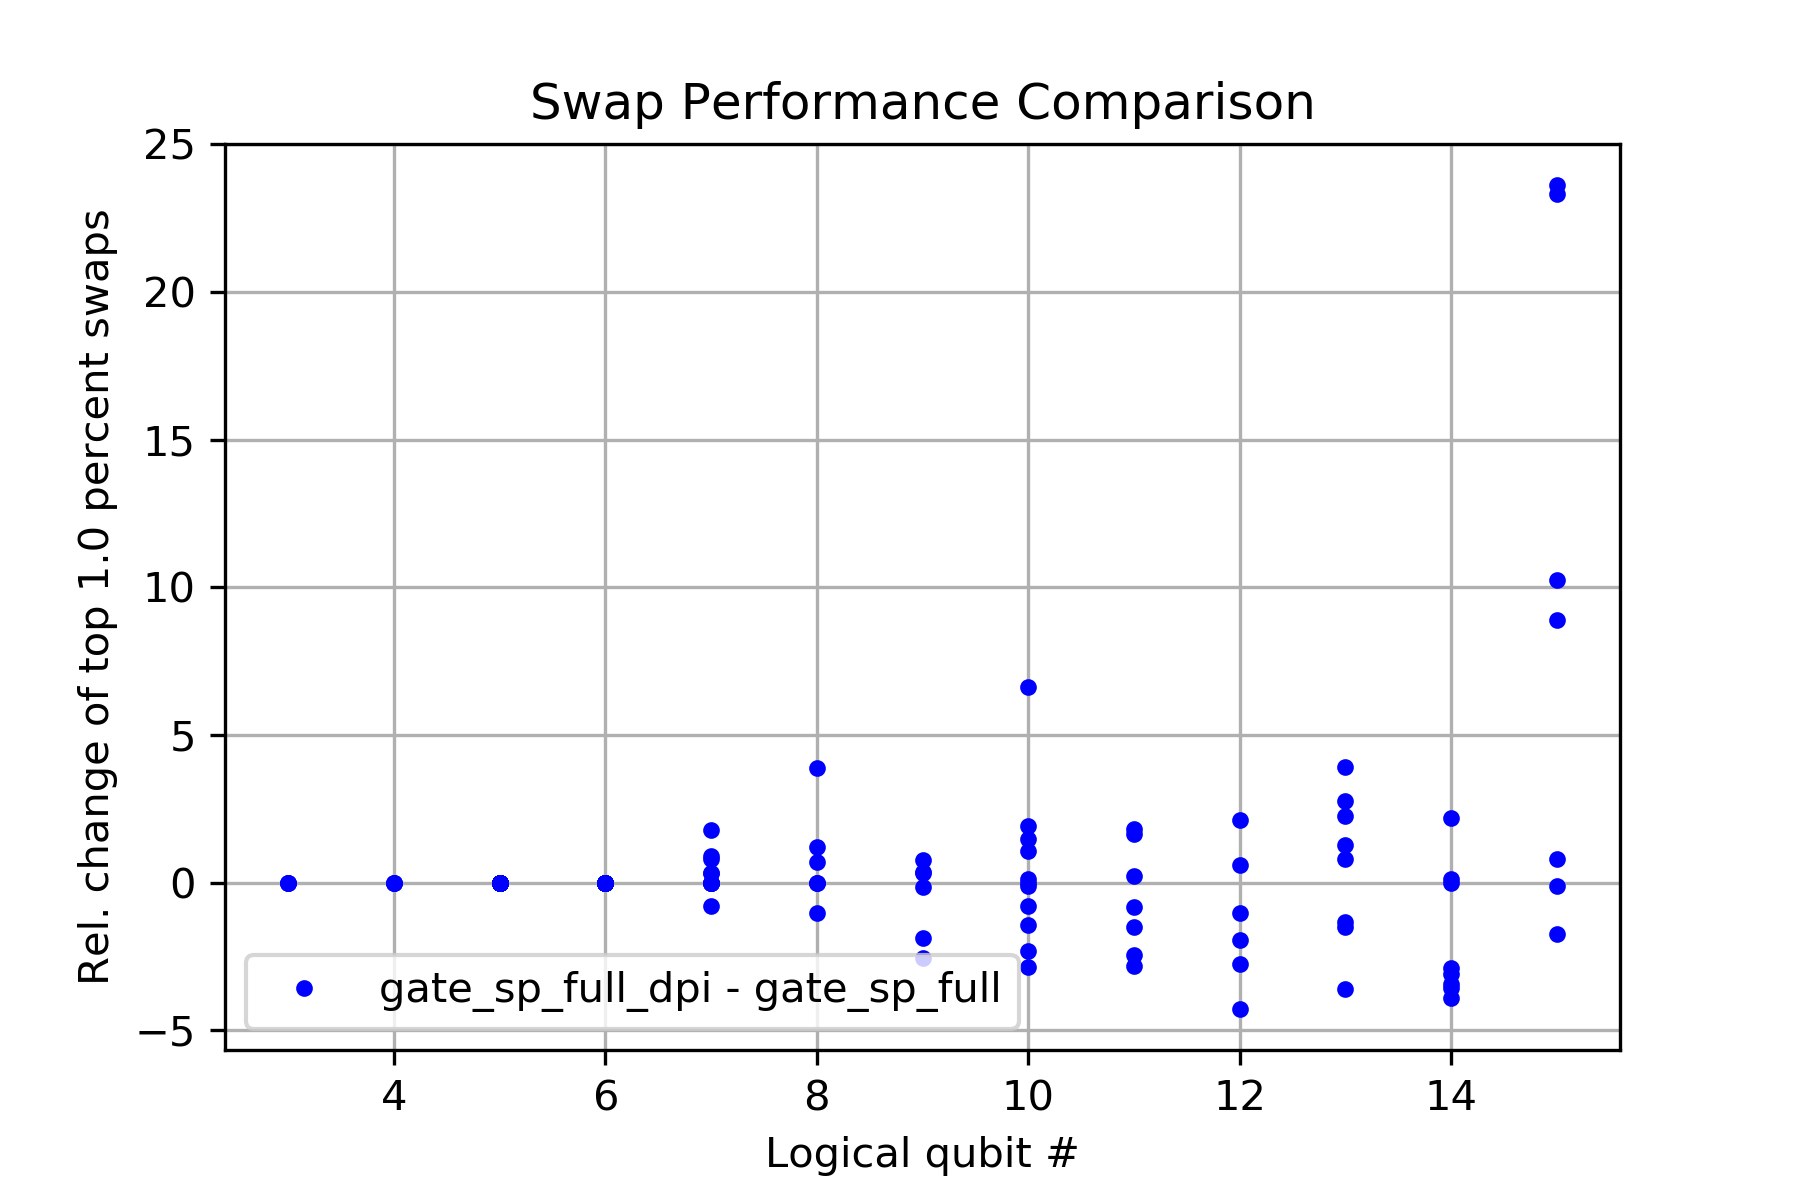 Swap Performance Comparison
25
20
15
10
5
0
−5
Rel. change of top 1.0 percent swaps
gate_sp_full_dpi - gate_sp_full
4 6 8 10 12 14
Logical qubit #